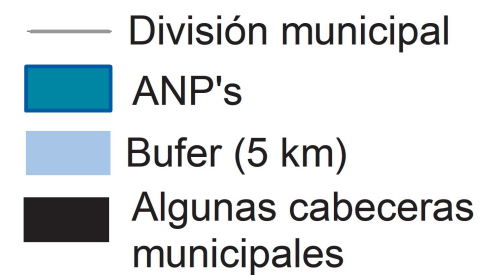 División municipal
ANP's
Bufer (5 km)
Algunas cabeceras
municipales